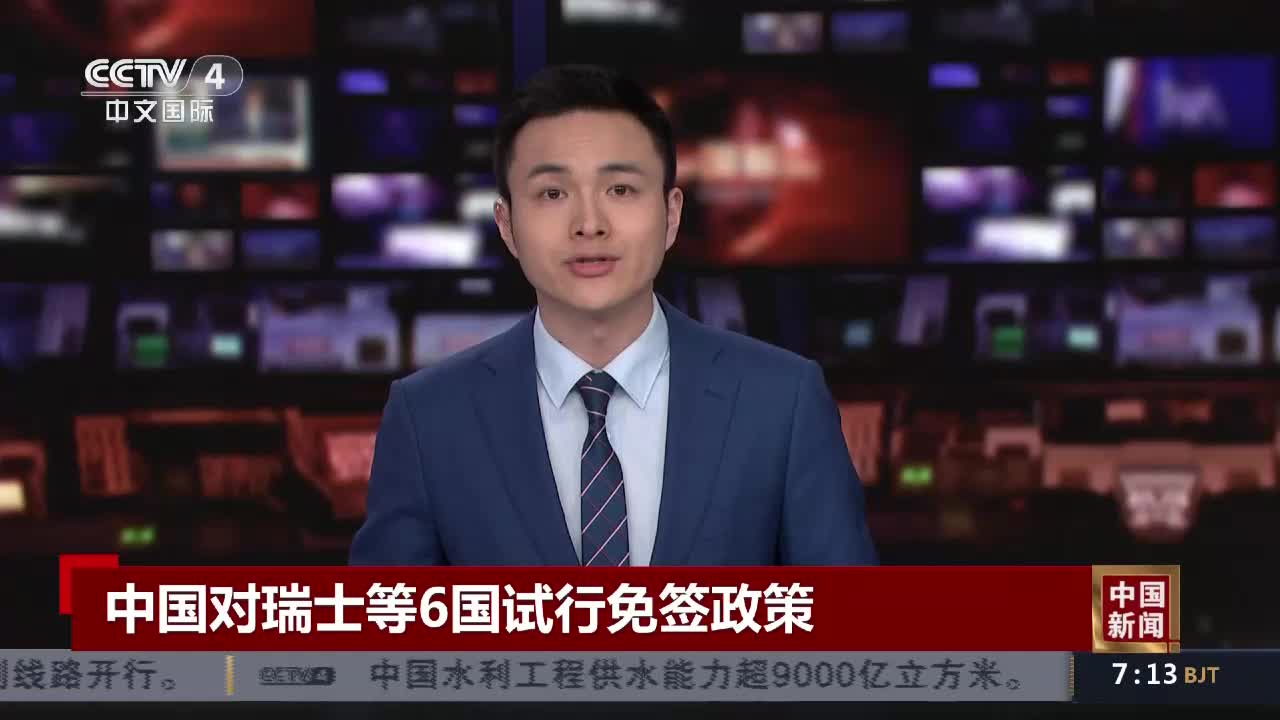 CCTV 4
中文国际
中国对瑞士等6国试行免签政策
中国
新闻
线路开行。 CCTV4 中国水利工程供水能力超9000亿立方米。
7:13 BJT